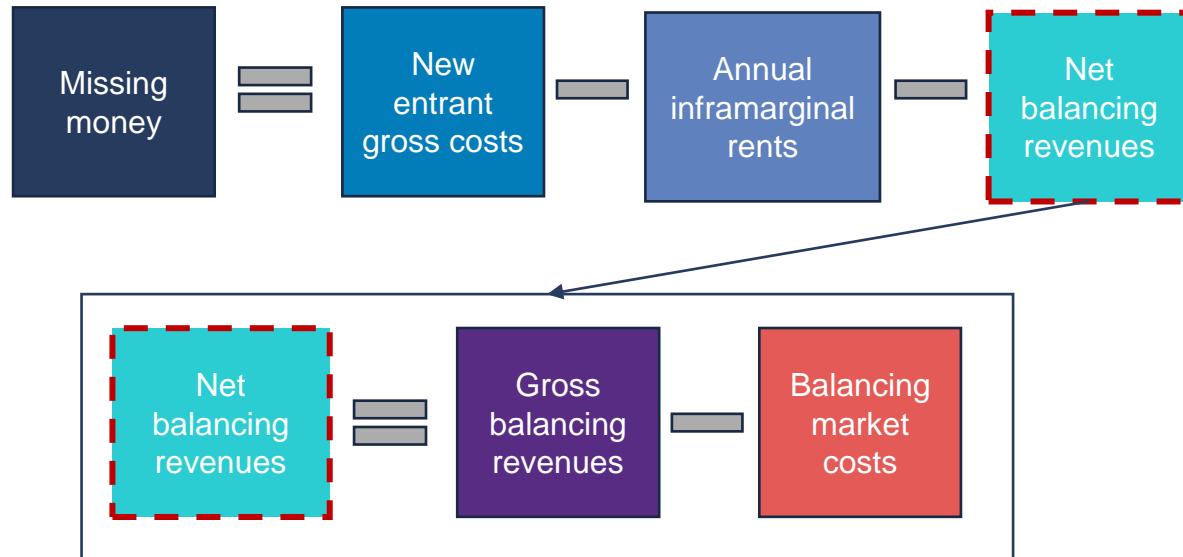 Missing
money
New
entrant
gross costs
Annual
inframarginal
rents
Net
balancing
revenues
Net
balancing
revenues
Gross
balancing
revenues
Balancing
market
costs